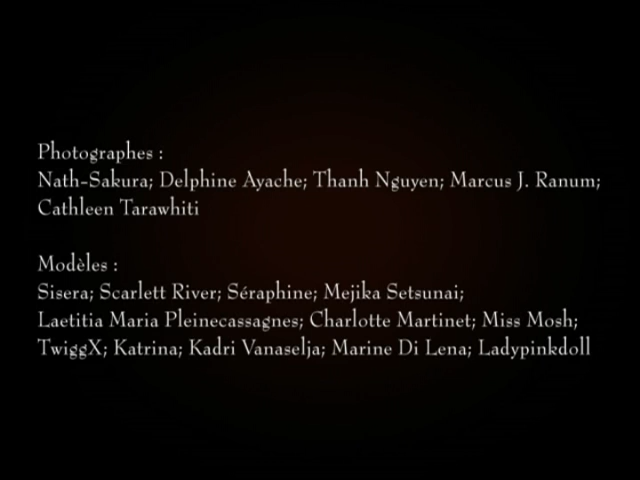 Photographes :
Nath-Sakura; Delphine Ayache; Thanh Nguyen; Marcus J. Ranum;
Cathleen Tarawhiti
Modèles :
Sisera; Scarlett River; Séraphine; Mejika Setsunai;
Laetitia Maria Pleinecassagnes; Charlotte Martinet; Miss Mosh;
TwiggX; Katrina; Kadri Vanaselja; Marine Di Lena; Ladypinkdoll